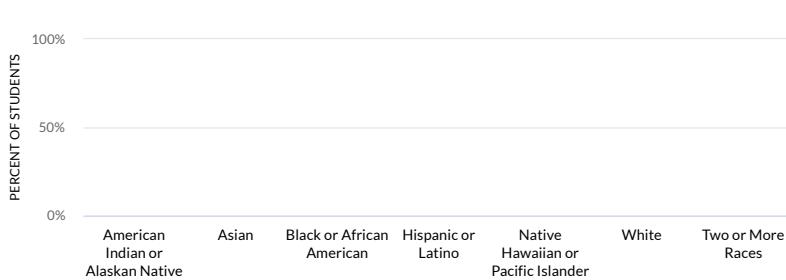 PERCENT OF STUDENTS
100%
50%
0%
American
Indian or
Alaskan Native
Asian
Black or African
American
Hispanic or
Latino
Native
Hawaiian or
Pacific Islander
White
Two or More
Races